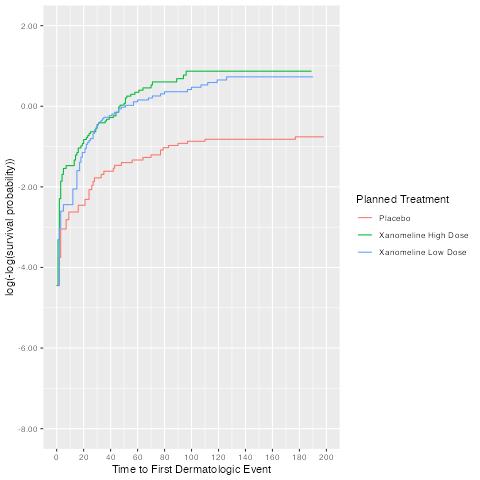 log(-log(survival probability))
2.00
0.00
-2.00
-4.00
-6.00
-8.00
0 20 40 60 80 100 120 140 160 180 200
Time to First Dermatologic Event
Planned Treatment
Placebo
Xanomeline High Dose
Xanomeline Low Dose